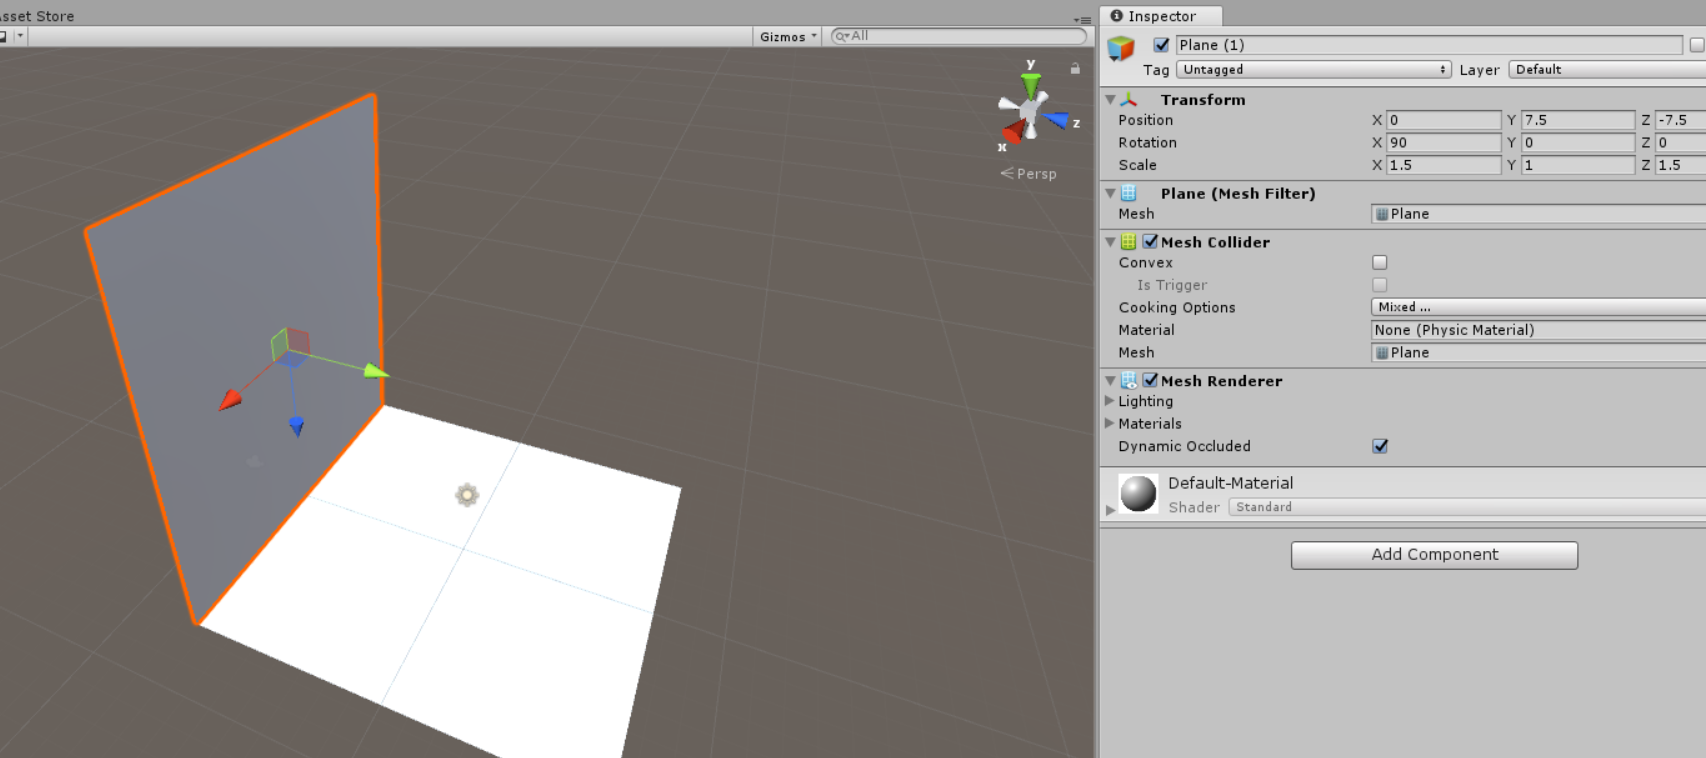 Asset Store
Gizmos
All
y
z
x
Persp
Inspector
Plane (1)
Tag Untagged Layer Default
Transform
Position X 0 Y 7.5 Z -7.5
Rotation X 90 Y 0 Z 0
Scale X 1.5 Y 1 Z 1.5
Plane (Mesh Filter)
Mesh Plane
Mesh Collider
Convex
Is Trigger
Cooking Options Mixed ...
Material None (Physic Material)
Mesh Plane
Mesh Renderer
Lighting
Materials
Dynamic Occluded
Default-Material
Shader Standard
Add Component